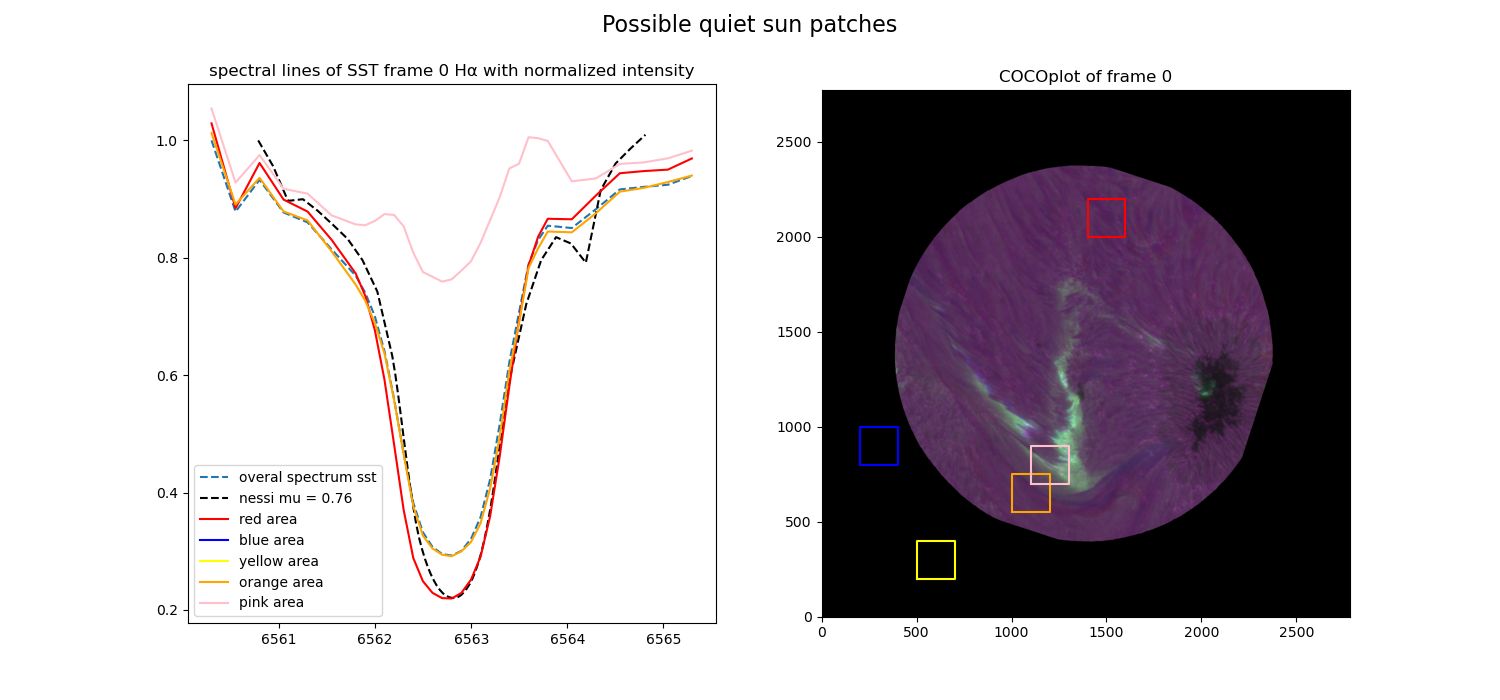 Possible quiet sun patches
spectral lines of SST frame 0 Hα with normalized intensity
1.0
0.8
0.6
0.4
0.2
6561 6562 6563 6564 6565
overal spectrum sst
nessi mu = 0.76
red area
blue area
yellow area
orange area
pink area
COCOplot of frame 0
2500
2000
1500
1000
500
0
0 500 1000 1500 2000 2500